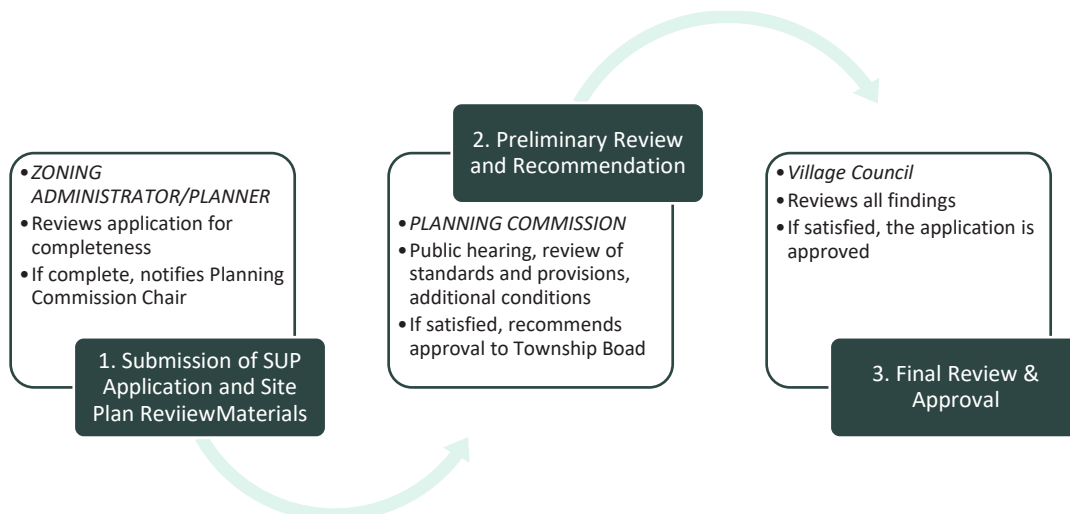 •ZONING
ADMINISTRATOR/PLANNER
•Reviews application for
completeness
•If complete, notifies Planning
Commission Chair
1. Submission of SUP
Application and Site
Plan ReviiewMaterials
2. Preliminary Review
and Recommendation
•PLANNING COMMISSION
•Public hearing, review of
standards and provisions,
additional conditions
•If satisfied, recommends
approval to Township Boad
•Village Council
•Reviews all findings
•If satisfied, the application is
approved
3. Final Review &
Approval